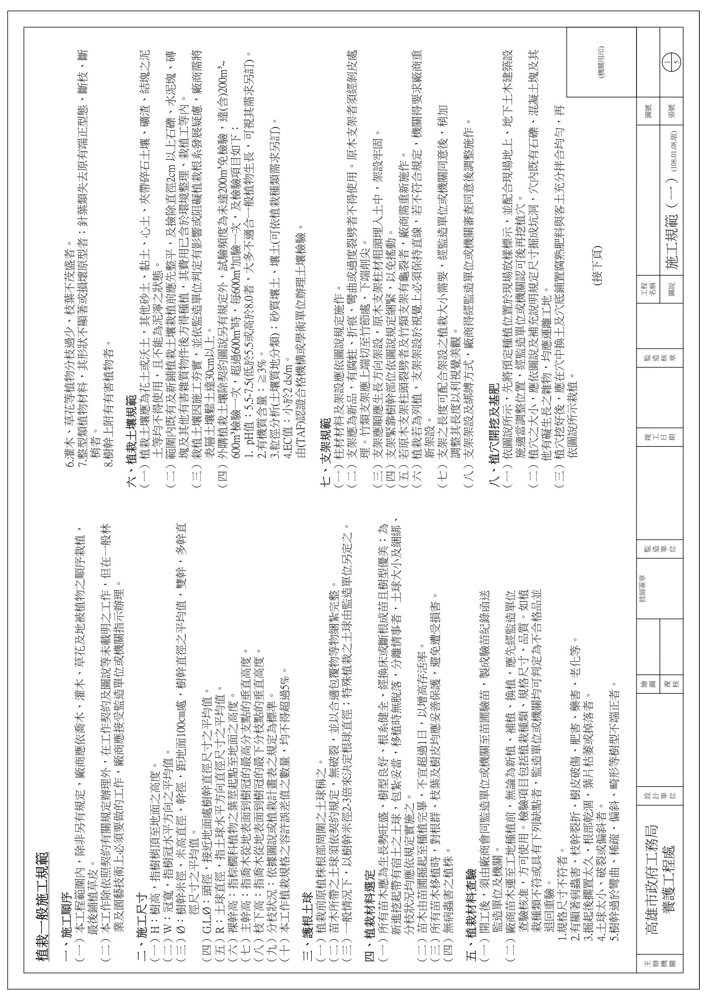 植栽一般施工規範
一、施工順序
(一) 本工程範圍內，除非另有規定，廠商應依喬木、灌木、草花及地被植物之順序栽植，
最後鋪植草皮
(二) 本工作除依照契約有關規定辦理外，在工作契約及圖說等未載明之工作，但在一般林
業及園藝技術上必須要做的工作，廠商應接受監造單位或機關指示辦理。
二、施工尺寸
(一) H：樹高，指樹梢頂至地面之高度。
(二) W：冠寬，指樹冠水平方向之平均值。
(三) Ø：樹幹米徑、米高直徑、幹徑，距地面100cm處，樹幹直徑之平均值，雙幹，多幹直
徑尺寸之平均值。
(四) G.L.Ø：頭徑，接近地面處樹幹直徑尺寸之平均值。
(五) R：土球直徑，指土球水平方向直徑尺寸之平均值。
(六) 裸幹高：指棕櫚科植物之葉莖起點至地面之高度。
(七) 主幹高：指喬木從地表面到樹冠的最高分支點的垂直高度。
(八) 枝下高：指喬木從地表面到樹冠的最下分枝點的垂直高度。
(九) 分枝狀況：依據圖說或植栽計畫表之規定為標準。
(十) 本工作植栽規格之容許誤差值之數量，均不得超過5%。
三、護根土球
(一) 植栽前原植株根部周圍之土球稱之。
(二) 苗木所帶之土球須依契約規定，無破裂，並以合適包覆物等物綑紮完整。
(三) 一般情況下，以樹幹米徑2-3倍來決定根球直徑；特殊植栽之土球由監造單位另定之。
四、植栽材料選定
(一) 所有苗木應為生長勢旺盛、樹型良好、根系健全、經換床或斷根成苗且樹型優美；為
新進挖起帶有宿土之土球，包紮妥當，移植時無脫落，分離情事者，土球大小及綑綁、
分枝狀況均應依規定實施之。
(二) 苗木由苗圃掘起至種植完畢，不宜超過1日，以增高存活率。
(三) 所有苗木移植時，對根群、枝葉及樹皮均應妥善保護，避免遭受損害。
(四) 無病蟲害之植株。
五、植栽材料查驗
(一) 開工後，須由廠商會同監造單位或機關至苗圃驗苗，製成驗苗紀錄函送
監造單位及機關。
(二) 廠商苗木運至工地種植前，無論為新植、補植、換植，應先經監造單位
查驗核准，方可使用。檢驗項目包括植栽種類、規格尺寸、品質。如植
栽種類不符或具有下列缺點者，監造單位或機關均可判定為不合格品並
退回重驗。
1.規格尺寸不符者。
2.有顯著病蟲害、枝幹裂折、樹皮破傷、肥害、藥害、老化等。
3.掘起後擱置太久、根部乾涸、葉片枯萎或掉落者。
4.土球太小、破裂或偏斜者。
5.樹幹過於彎曲、稀疏、偏斜、畸形等樹型不端正者。
6.灌木、草花等植物分枝過少、枝葉不茂盛者。
7.整型類植物材料，其形狀不顯著或損壞原型者；針葉類失去原有端正型態、斷枝、斷
梢者。
8.樹幹上附有有害植物者。
六、植栽土壤規範
(一) 植栽土壤應為花土或沃土，其他砂土、黏土、心土、夾帶碎石土壤、礦渣、結塊之泥
土等均不得使用，且不能為泥濘之狀態。
(二) 範圍內既有及新鋪植栽土壤栽植前應先整平，及撿除直徑2cm 以上石礫、水泥塊、磚
塊及其他有害雜質物件後方得種植，其費用已含於環境整理、栽植工等內。
(三) 栽植土壤因施工夯實，並依監造單位判定有影響或阻礙植栽根系發展疑慮，廠商需將
表層土壤鬆土達30cm以上。
(四) 外購植栽土壤除契約圖說另有規定外，試驗頻度為未達200m³免檢驗，達(含)200m³~
600m³檢驗一次，超過600m³時，每600m³加驗一次，及檢驗項目如下：
1. pH值：5.5-7.5(低於5.5或高於8.0者，大多不適合一般植物生長，可視其需求另訂)。
2.有機質含量：≧3%。
3.粒徑分析(土壤質地分類)：砂質壤土、壤土(可依植栽種類需求另訂)。
4.EC值：小於2 ds/m。
由(TAF)認證合格機構或學術單位辦理土壤檢驗。
七、支架規範
(一) 柱材材料及架設應依圖說規定施作。
(二) 支架應為新品，有腐蛀、折痕、彎曲或過度裂劈者不得使用。原木支架者須經剝皮處
理。竹類支架應上端切至竹節處、下端削尖。
(三) 支架應順應生長方向架設，原木支架柱材粗頭埋入土中，架設牢固。
(四) 支架緊靠樹幹部位依圖說規定綑緊，以免搖動。
(五) 若原木支架柱頭裂劈者及竹類支架有龜裂者，廠商需重新施作。
(六) 植栽若為列植，支架架設於視覺上必須保持直線，若不符合規定，機關得要求廠商重
新架設。
(七) 支架之長度可配合架設之植栽大小需要，經監造單位或機關同意後，稍加
調整其長度以利視覺美觀。
(八) 支架架設及綁縛方式，廠商得經監造單位或機關審查同意後調整施作。
八、植穴開挖及基肥
(一) 依圖說所示，先將預定種植位置於現場放樣標示，並配合現場地上、地下土木建築設
施適當調整位置，經監造單位或機關認可後再挖植穴。
(二) 植穴之大小，應依圖說及補充說明規定尺寸掘成坑洞，穴內既有石礫、混凝土塊及其
他有礙生長之雜物，均應運離工地。
(三) 植穴挖好後，應在穴中換土及穴底鋪置腐熟肥料與客土充分拌合均勻，再
依圖說所示栽植。
(接下頁)
(機關用印)
主辦機關
高雄市政府工務局
養護工程處
設計單位
繪圖
複核
技師簽章
監造單位
竣工日期
監造核章
工程名稱
圖說
施工規範（一）(108.01.08.版)
圖號
張號
1
5